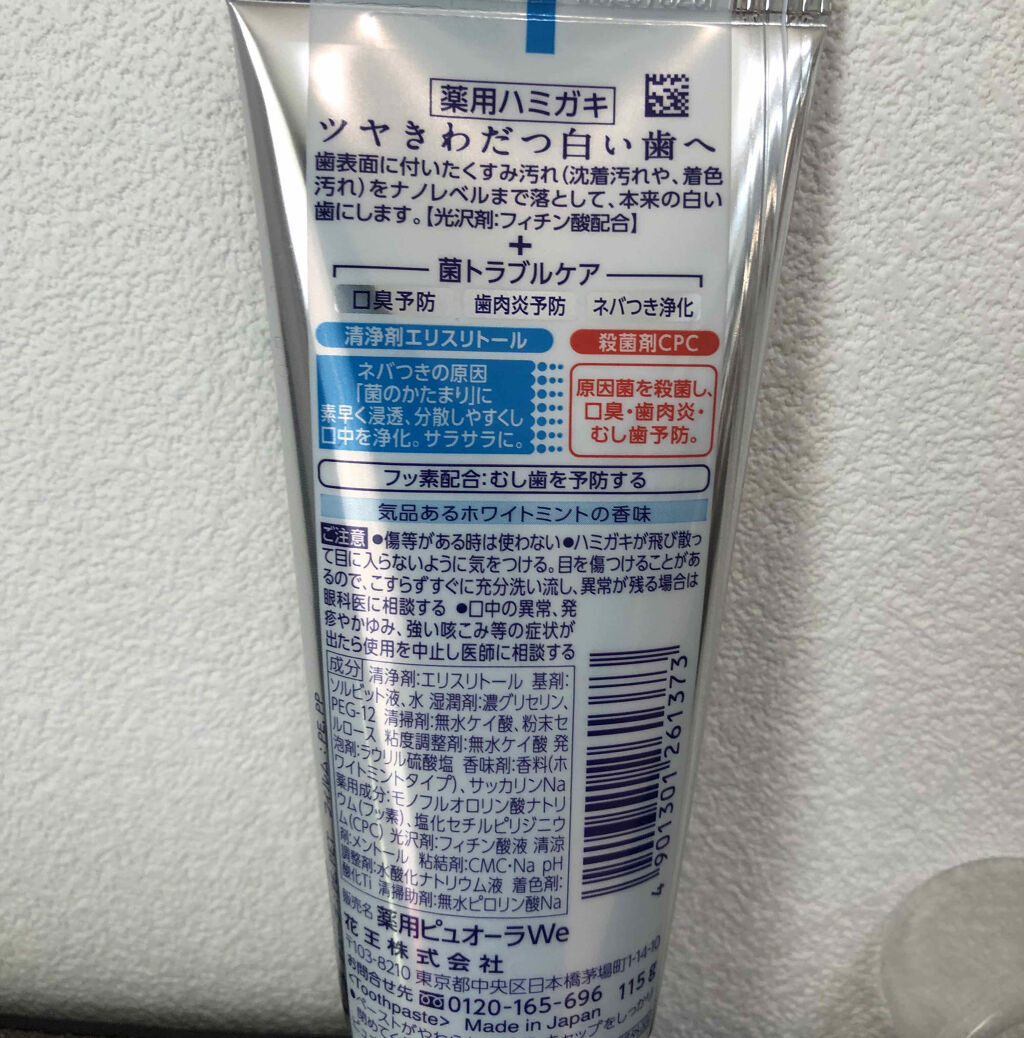 薬用ハミガキ
ツヤきわだつ白い歯へ
歯表面に付いたくすみ汚れ(沈着汚れや、着色
汚れ)をナノレベルまで落として、本来の白い
歯にします。【光沢剤:フィチン酸配合】
+
菌トラブルケア
口臭予防 歯肉炎予防 ネバつき浄化
清浄剤エリスリトール
ネバつきの原因
「菌のかたまり」に
素早く浸透、分散しやすくし
口中を浄化。サラサラに。
殺菌剤CPC
原因菌を殺菌し、
口臭・歯肉炎・
むし歯予防。
フッ素配合:むし歯を予防する
気品あるホワイトミントの香味
ご注意 ●傷等がある時は使わない●ハミガキが飛び散っ
て目に入らないように気をつける。目を傷つけることがあ
るので、こすらずすぐに充分洗い流し、異常が残る場合は
眼科医に相談する ●口中の異常、発
疹やかゆみ、強い咳こみ等の症状が
出たら使用を中止し医師に相談する
成分 清浄剤:エリスリトール 基剤:
ソルビット液、水 湿潤剤:濃グリセリン、
PEG-12 清掃剤:無水ケイ酸、粉末セ
ルロース 粘度調整剤:無水ケイ酸 発
泡剤:ラウリル硫酸塩 香味剤:香料(ホ
ワイトミントタイプ)、サッカリンNa
薬用成分:モノフルオロリン酸ナトリ
ウム(フッ素)、塩化セチルピリジニウ
ム(CPC) 光沢剤:フィチン酸液 清涼
剤:メントール 粘結剤:CMC・Na pH
調整剤:水酸化ナトリウム液 着色剤:
酸化Ti 清掃助剤:無水ピロリン酸Na
4 901301 261373
販売名 薬用ピュオーラWe
花王株式会社
〒103-8210 東京都中央区日本橋茅場町1-14-10
お問合せ先 0120-165-696 115g
<Toothpaste> Made in Japan